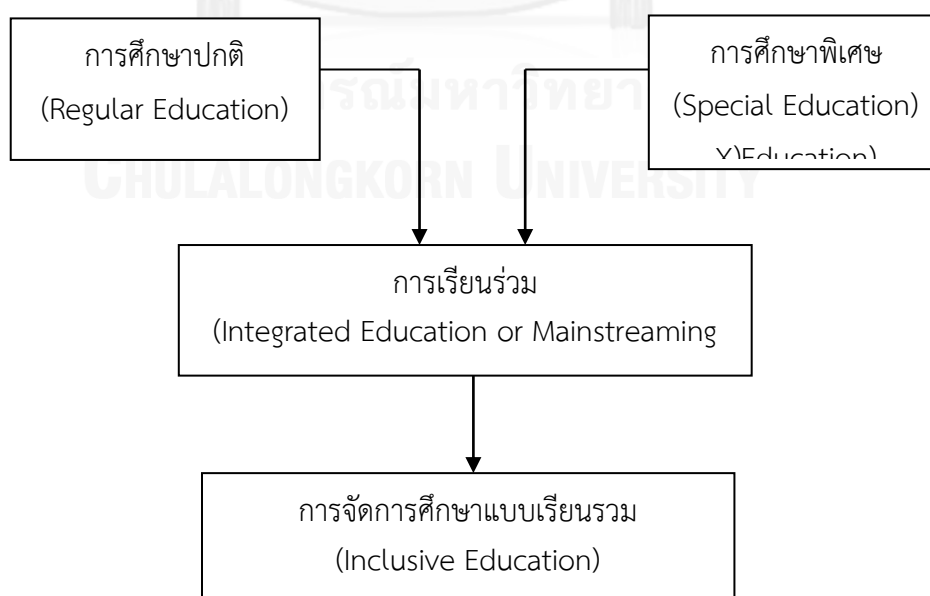 การศึกษาปกติ
(Regular Education)
การศึกษาพิเศษ
(Special Education)
X)Education)
CHULALONGKORN UNIVERSITY
การเรียนร่วม
(Integrated Education or Mainstreaming
การจัดการศึกษาแบบเรียนรวม
(Inclusive Education)